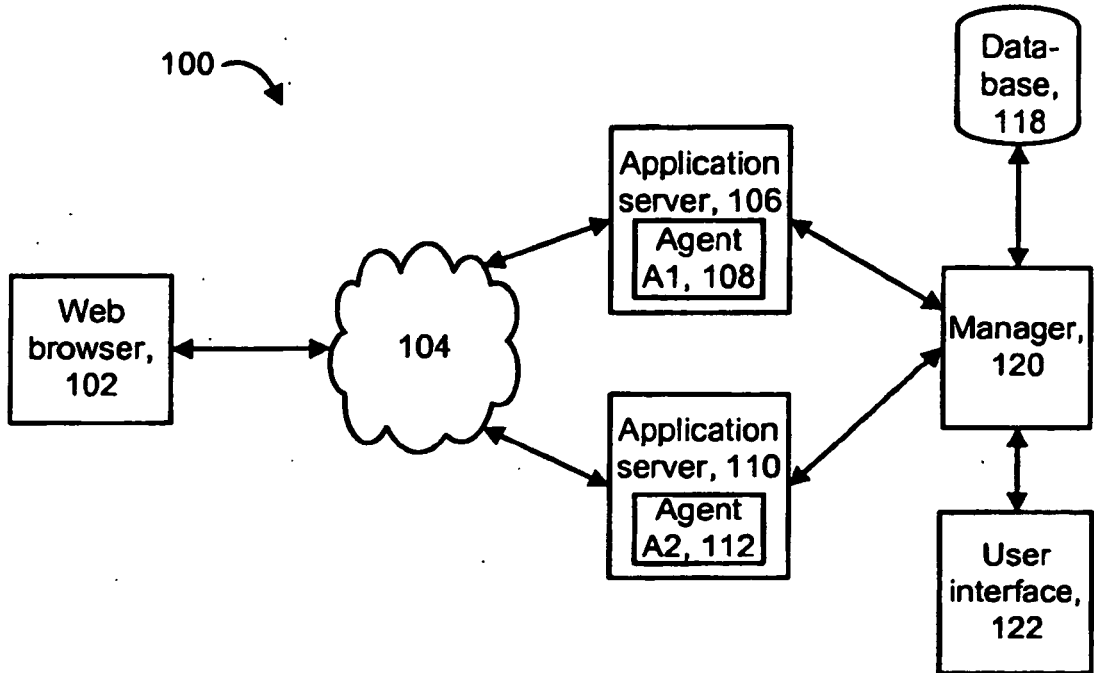 100
Data-
base,
118
Application
server, 106
Agent
A1, 108
Web
browser,
102
104
Manager,
120
Application
server, 110
Agent
A2, 112
User
interface,
122